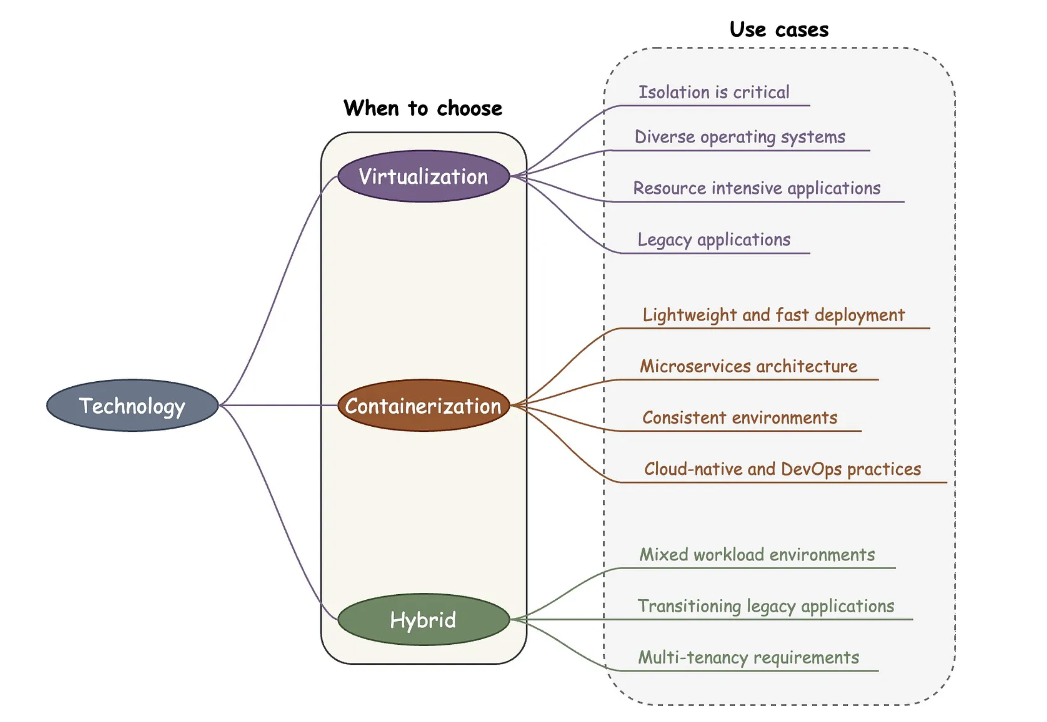 Use cases
When to choose
Technology
Virtualization
Isolation is critical
Diverse operating systems
Resource intensive applications
Legacy applications
Containerization
Lightweight and fast deployment
Microservices architecture
Consistent environments
Cloud-native and DevOps practices
Hybrid
Mixed workload environments
Transitioning legacy applications
Multi-tenancy requirements